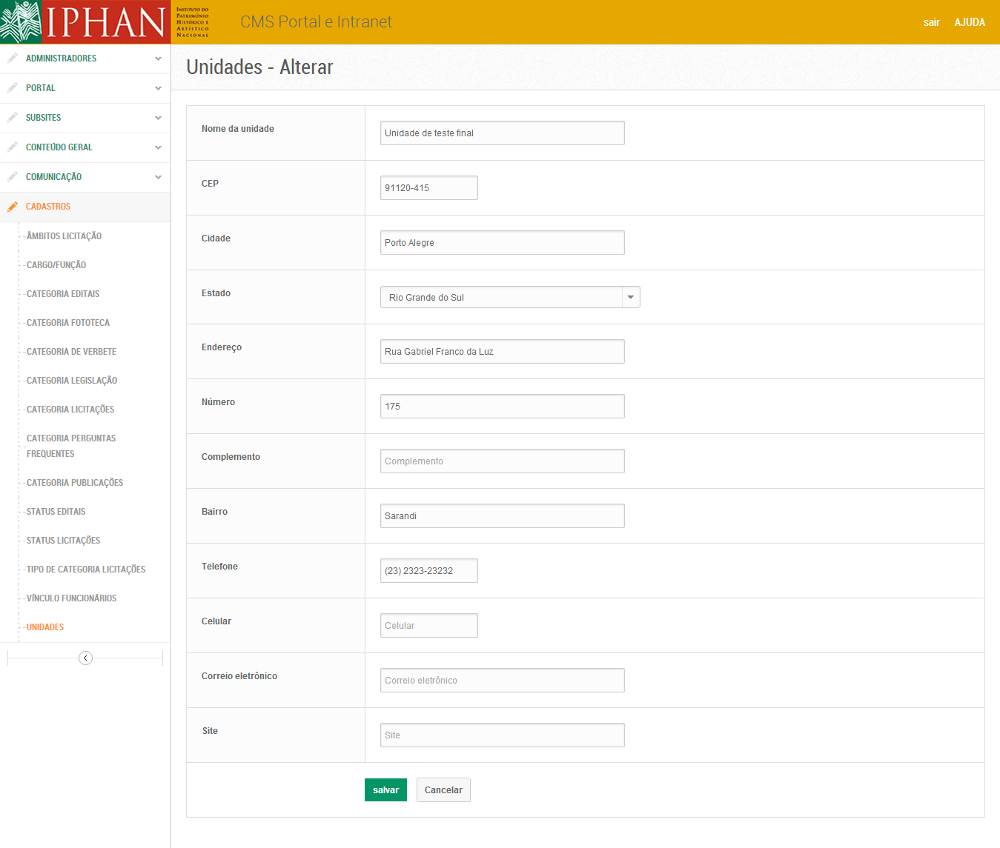 IPHAN
INSTITUTO DO
PATRIMÔNIO
HISTÓRICO E
ARTÍSTICO
NACIONAL
CMS Portal e Intranet
sair AJUDA
ADMINISTRADORES
PORTAL
SUBSITES
CONTEÚDO GERAL
COMUNICAÇÃO
CADASTROS
ÂMBITOS LICITAÇÃO
CARGO/FUNÇÃO
CATEGORIA EDITAIS
CATEGORIA FOTOTECA
CATEGORIA DE VERBETE
CATEGORIA LEGISLAÇÃO
CATEGORIA LICITAÇÕES
CATEGORIA PERGUNTAS
FREQUENTES
CATEGORIA PUBLICAÇÕES
STATUS EDITAIS
STATUS LICITAÇÕES
TIPO DE CATEGORIA LICITAÇÕES
VÍNCULO FUNCIONÁRIOS
UNIDADES
Unidades - Alterar
Nome da unidade
Unidade de teste final
CEP
91120-415
Cidade
Porto Alegre
Estado
Rio Grande do Sul
Endereço
Rua Gabriel Franco da Luz
Número
175
Complemento
Complemento
Bairro
Sarandi
Telefone
(23) 2323-23232
Celular
Celular
Correio eletrônico
Correio eletrônico
Site
Site
salvar Cancelar